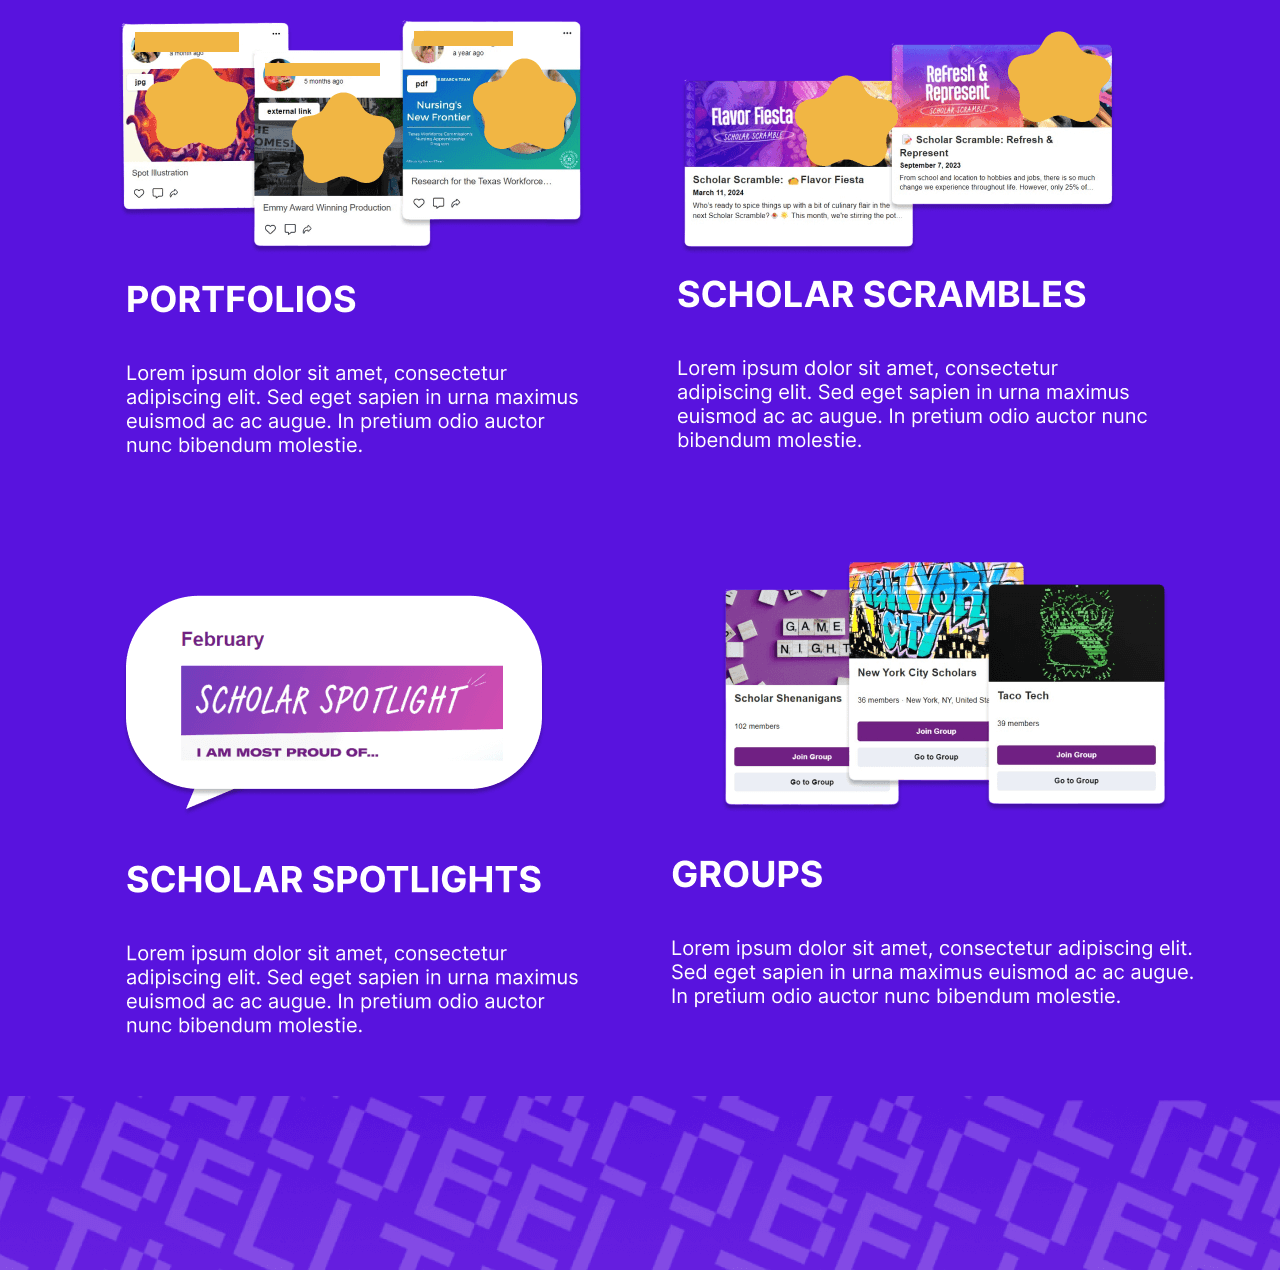 a month ago
jpg
Spot Illustration
5 months ago
external link
HOMES!
Emmy Award Winning Production
a year ago
pdf
RESEARCH TEAM
Nursing's
New Frontier
Texas Workforce Commission's
Nursing Apprenticeship
Program
Research for the Texas Workforce...
Flavor Fiesta
SCHOLAR SCRAMBLE
Scholar Scramble: 🌮 Flavor Fiesta
March 11, 2024
Who's ready to spice things up with a bit of culinary flair in the
next Scholar Scramble? This month, we're stirring the pot...
Refresh &
Represent
SCHOLAR SCRAMBLE
Scholar Scramble: Refresh &
Represent
September 7, 2023
From school and location to hobbies and jobs, there is so much
change we experience throughout life. However, only 25% of...
PORTFOLIOS
Lorem ipsum dolor sit amet, consectetur
adipiscing elit. Sed eget sapien in urna maximus
euismod ac ac augue. In pretium odio auctor
nunc bibendum molestie.
SCHOLAR SCRAMBLES
Lorem ipsum dolor sit amet, consectetur
adipiscing elit. Sed eget sapien in urna maximus
euismod ac ac augue. In pretium odio auctor nunc
bibendum molestie.
February
SCHOLAR SPOTLIGHT
I AM MOST PROUD OF...
GAME
NIGHT
Scholar Shenanigans
102 members
Join Group
Go to Group
NEW YORK
CITY
New York City Scholars
36 members · New York, NY, United Sta
Join Group
Go to Group
Taco Tech
39 members
Join Group
Go to Group
SCHOLAR SPOTLIGHTS
Lorem ipsum dolor sit amet, consectetur
adipiscing elit. Sed eget sapien in urna maximus
euismod ac ac augue. In pretium odio auctor
nunc bibendum molestie.
GROUPS
Lorem ipsum dolor sit amet, consectetur adipiscing elit.
Sed eget sapien in urna maximus euismod ac ac augue.
In pretium odio auctor nunc bibendum molestie.